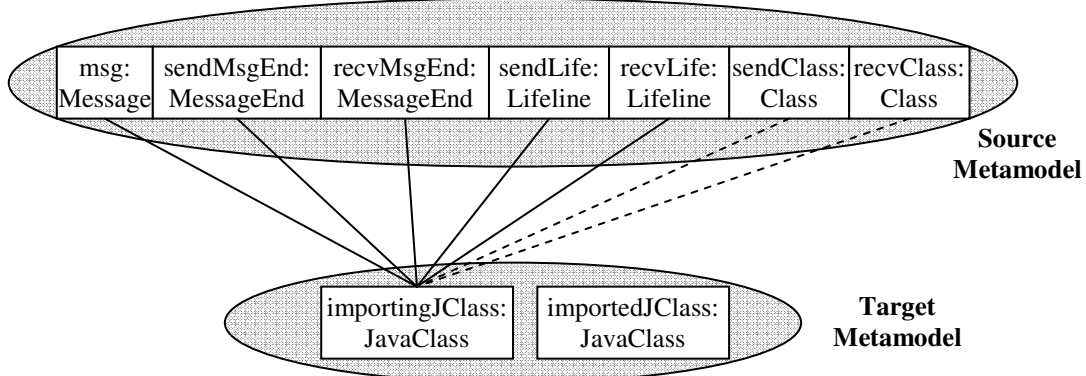 msg: Message
sendMsgEnd: MessageEnd
recvMsgEnd: MessageEnd
sendLife: Lifeline
recvLife: Lifeline
sendClass: Class
recvClass: Class
Source
Metamodel
importingJClass: JavaClass
importedJClass: JavaClass
Target
Metamodel